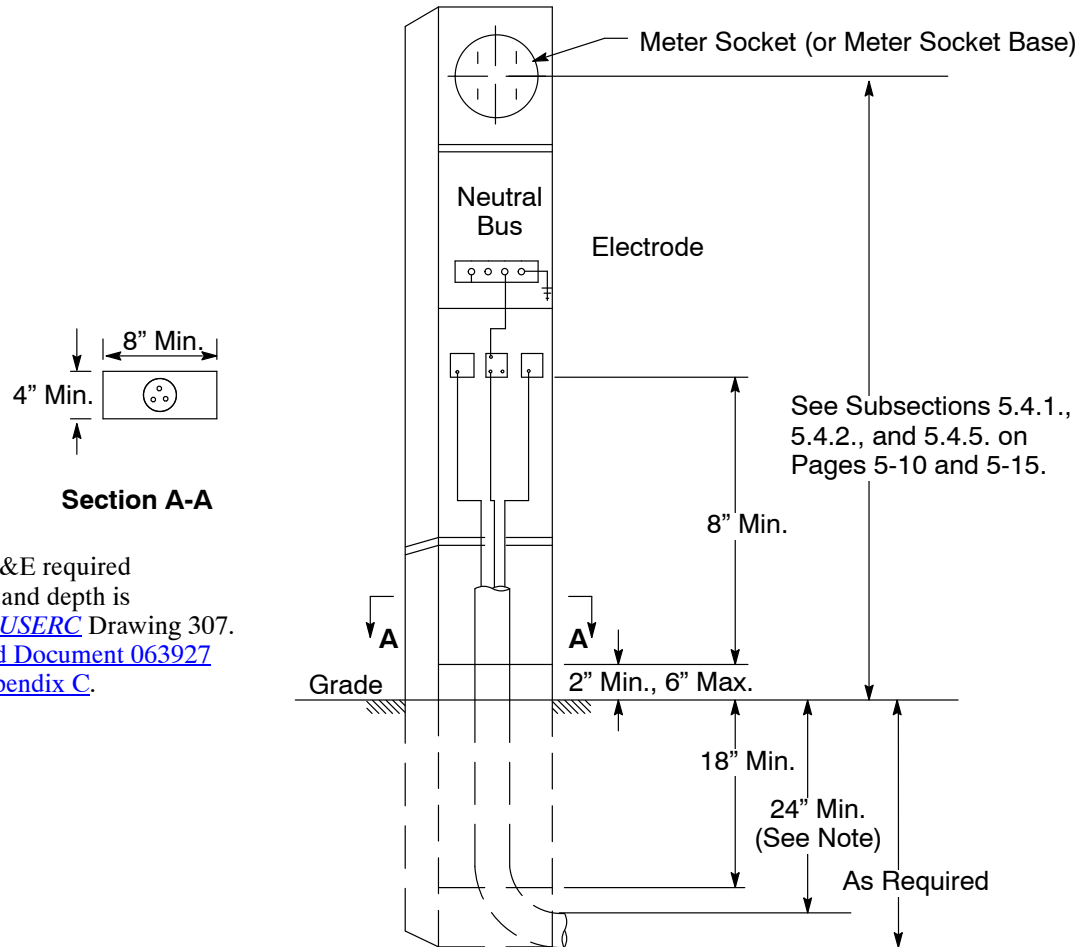 Meter Socket (or Meter Socket Base)
Neutral
Bus
Electrode
8” Min.
4” Min.
Section A-A
See Subsections 5.4.1.,
5.4.2., and 5.4.5. on
Pages 5-10 and 5-15.
8” Min.
&E required
and depth is
USERC Drawing 307.
d Document 063927
pendix C.
A
A
Grade
2” Min., 6” Max.
18” Min.
24” Min.
(See Note)
As Required